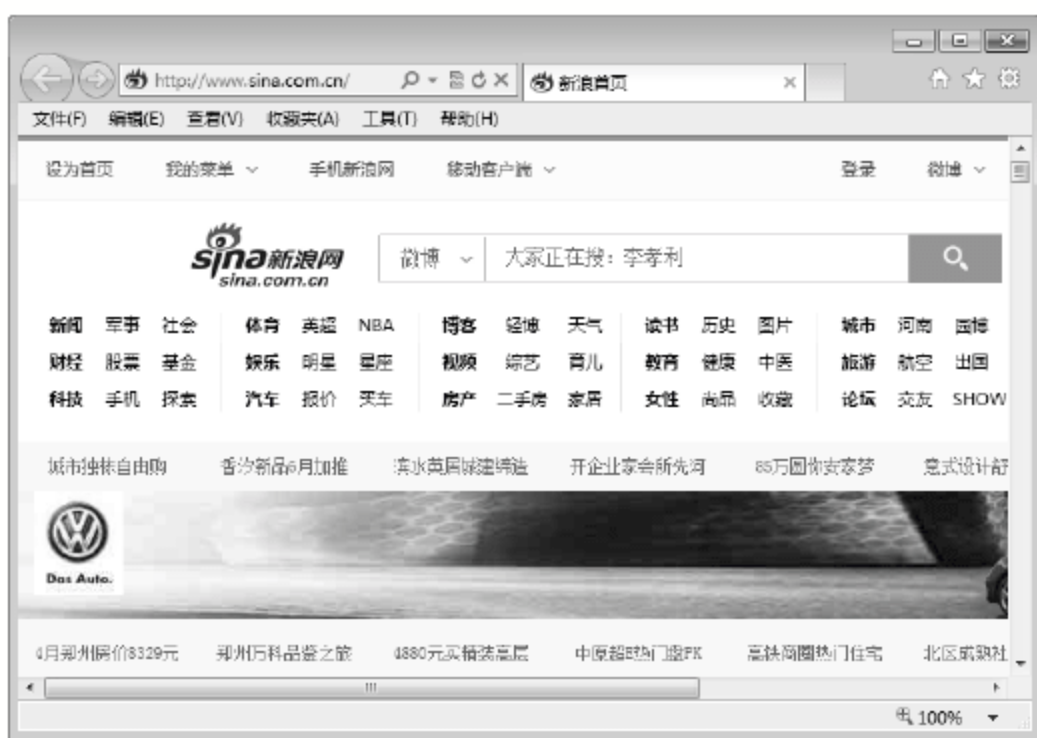 http://www.sina.com.cn/ 新浪首页
文件(F) 编辑(E) 查看(V) 收藏夹(A) 工具(T) 帮助(H)
设为首页 我的菜单 手机新浪网 移动客户端 登录 微博
sina新浪网 微博 大家正在搜：李孝利
sina.com.cn
新闻 军事 社会 体育 英超 NBA 博客 轻博 天气 读书 历史 图片 城市 河南 国博
财经 股票 基金 娱乐 明星 星座 视频 综艺 育儿 教育 健康 中医 旅游 航空 出国
科技 手机 探索 汽车 报价 买车 房产 二手房 家居 女性 尚品 收藏 论坛 交友 SHOW
城市独栋自由购 香汐新品6月加推 滨水英居城建缔造 开企业家会所先河 85万圆你安家梦 意式设计
Das Auto.
4月郑州房价8329元 郑州万科品鉴之旅 4880元买精装高层 中原超热门盘PK 高铁商圈热门住宅 北区成熟社
100%